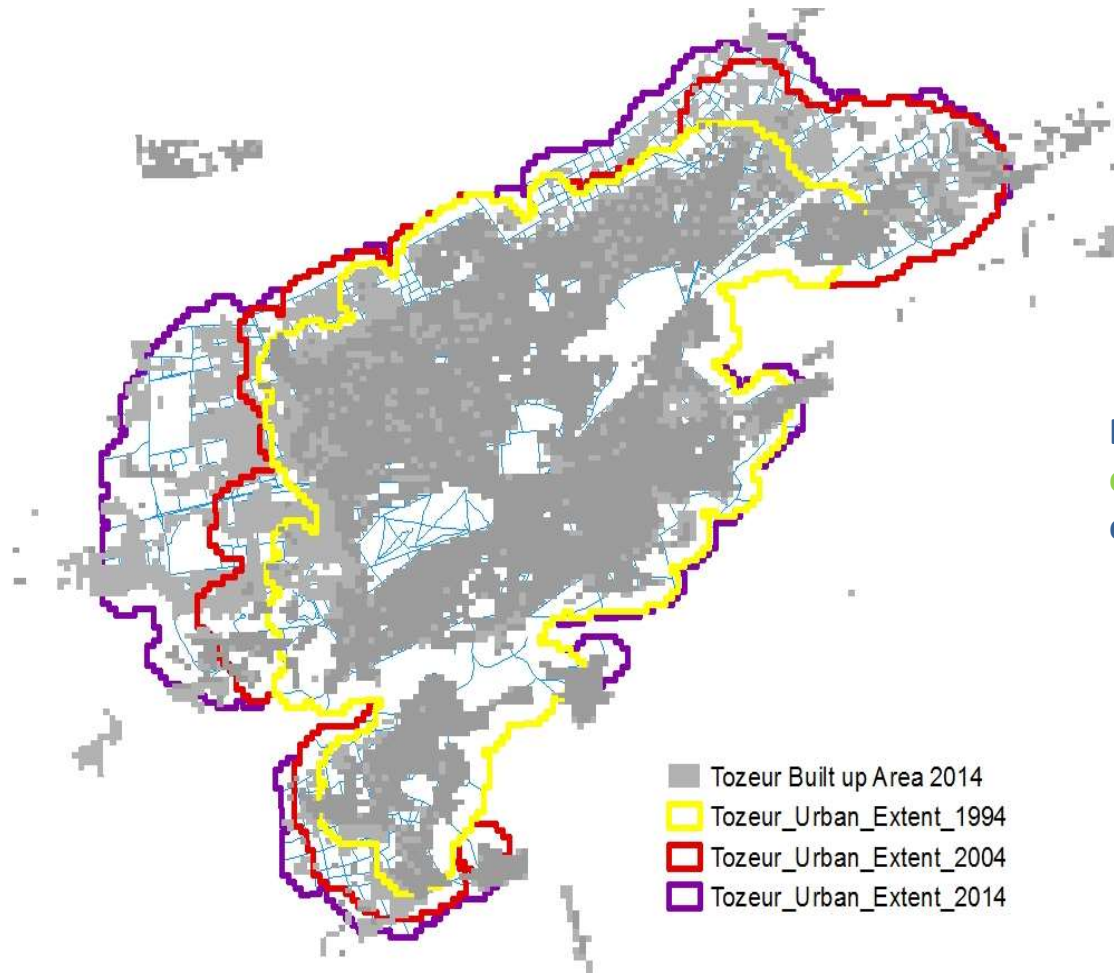 Tozeur Built up Area 2014
Tozeur_Urban_Extent_1994
Tozeur_Urban_Extent_2004
Tozeur_Urban_Extent_2014